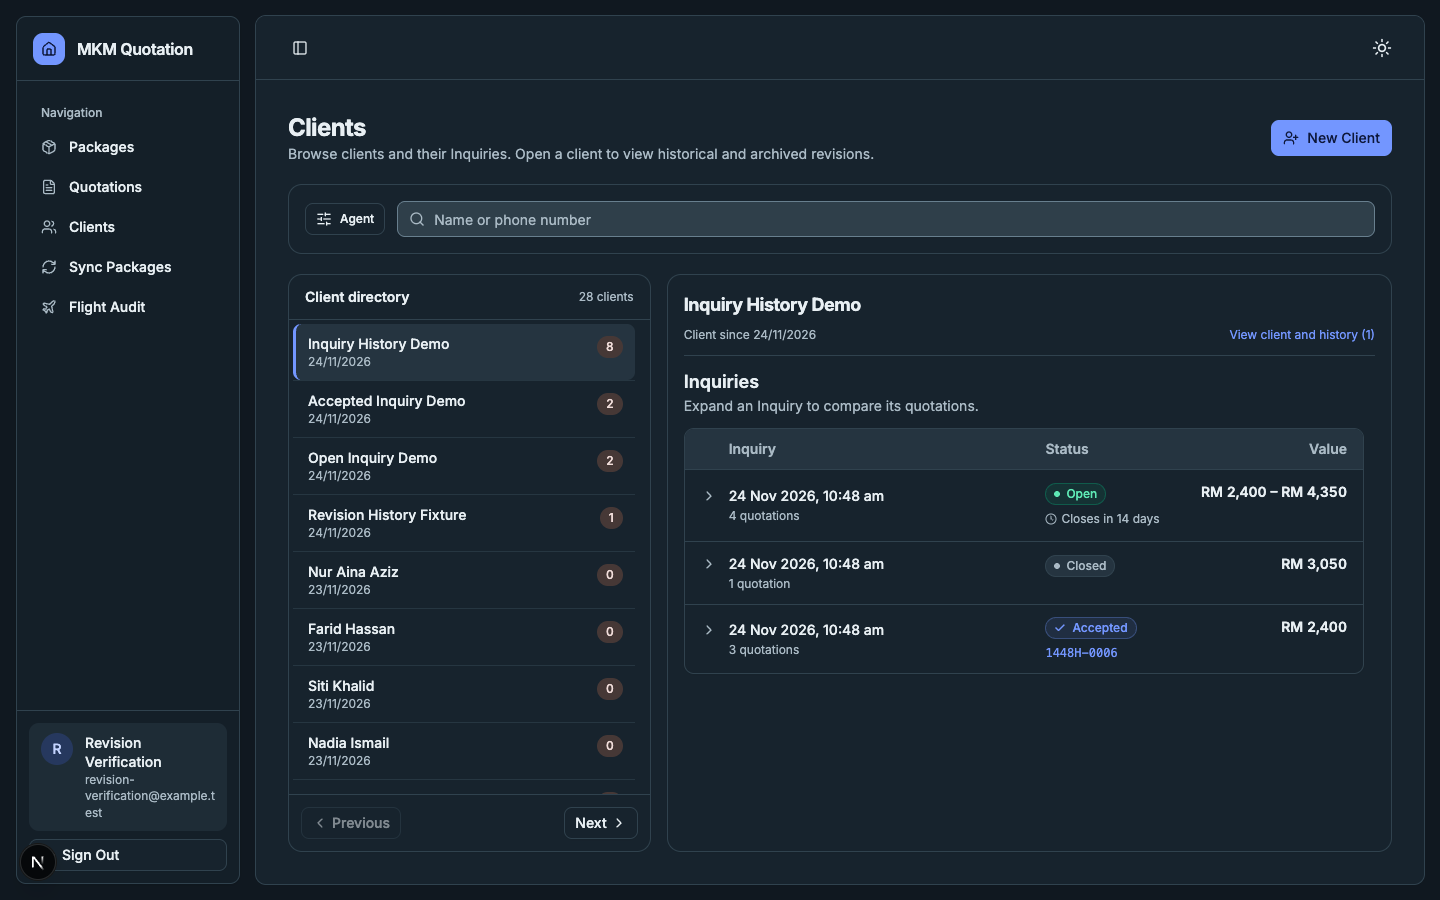 MKM Quotation
Navigation
Packages
Quotations
Clients
Sync Packages
Flight Audit
R
Revision
Verification
revision-
verification@example.t
est
Sign Out
N
Clients
Browse clients and their Inquiries. Open a client to view historical and archived revisions.
New Client
Agent
Name or phone number
Client directory
28 clients
Inquiry History Demo
24/11/2026
8
Accepted Inquiry Demo
24/11/2026
2
Open Inquiry Demo
24/11/2026
2
Revision History Fixture
24/11/2026
1
Nur Aina Aziz
23/11/2026
0
Farid Hassan
23/11/2026
0
Siti Khalid
23/11/2026
0
Nadia Ismail
23/11/2026
0
Previous
Next
Inquiry History Demo
Client since 24/11/2026
View client and history (1)
Inquiries
Expand an Inquiry to compare its quotations.
Inquiry Status Value
24 Nov 2026, 10:48 am
4 quotations
Open
Closes in 14 days
RM 2,400 – RM 4,350
24 Nov 2026, 10:48 am
1 quotation
Closed
RM 3,050
24 Nov 2026, 10:48 am
3 quotations
Accepted
1448H-0006
RM 2,400